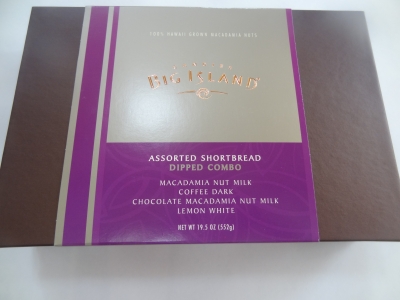 100% HAWAII GROWN MACADAMIA NUTS
BIG ISLAND
ASSORTED SHORTBREAD
DIPPED COMBO
MACADAMIA NUT MILK
COFFEE DARK
CHOCOLATE MACADAMIA NUT MILK
LEMON WHITE
NET WT 19.5 OZ (552g)